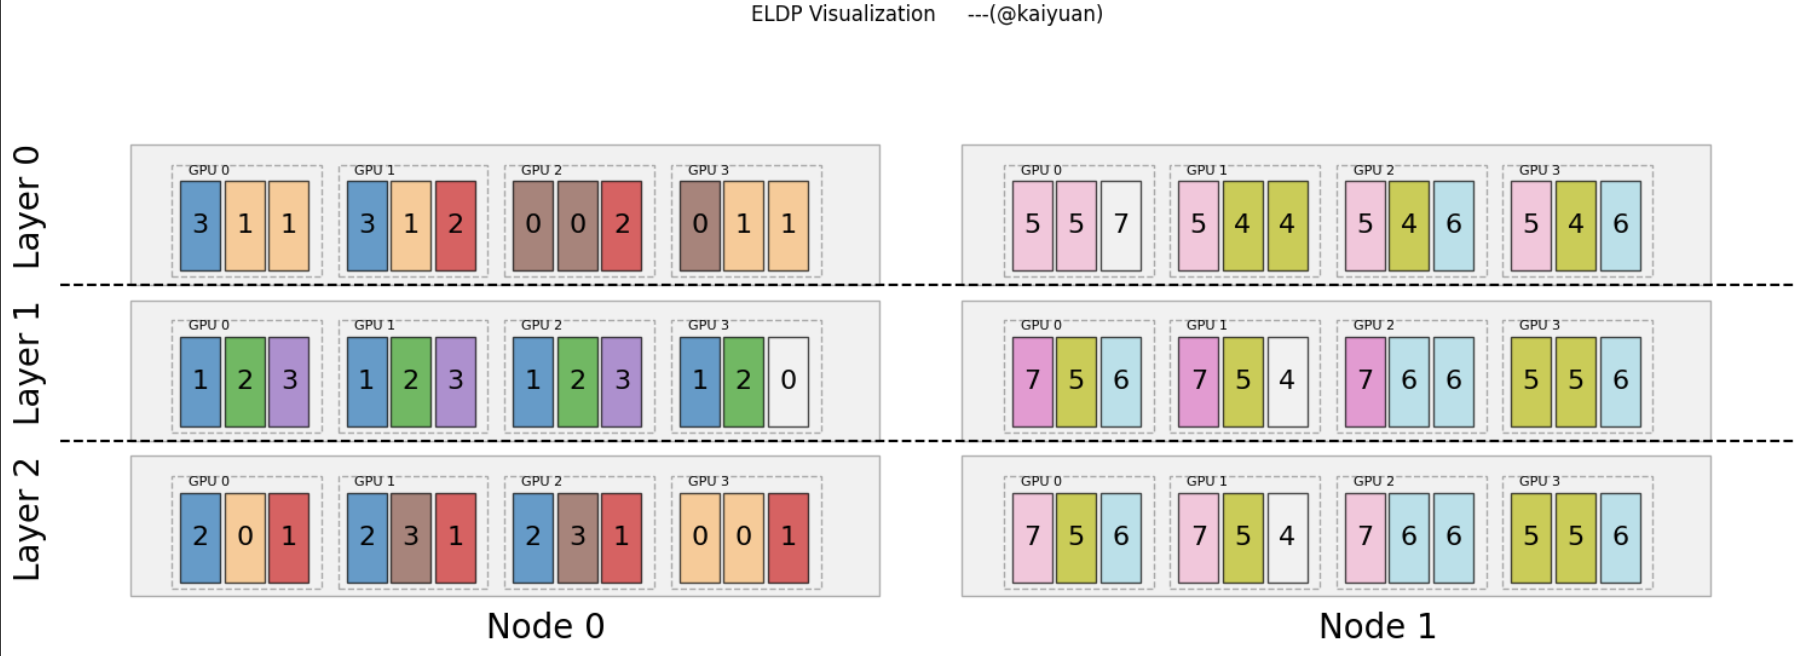 ELDP Visualization ---(@kaiyuan)
Layer 0
GPU 0 GPU 1 GPU 2 GPU 3 GPU 0 GPU 1 GPU 2 GPU 3
3 1 1 3 1 2 0 0 2 0 1 1 5 5 7 5 4 4 5 4 6 5 4 6
Layer 1
GPU 0 GPU 1 GPU 2 GPU 3 GPU 0 GPU 1 GPU 2 GPU 3
1 2 3 1 2 3 1 2 3 1 2 0 7 5 6 7 5 4 7 6 6 5 5 6
Layer 2
GPU 0 GPU 1 GPU 2 GPU 3 GPU 0 GPU 1 GPU 2 GPU 3
2 0 1 2 3 1 2 3 1 0 0 1 7 5 6 7 5 4 7 6 6 5 5 6
Node 0 Node 1